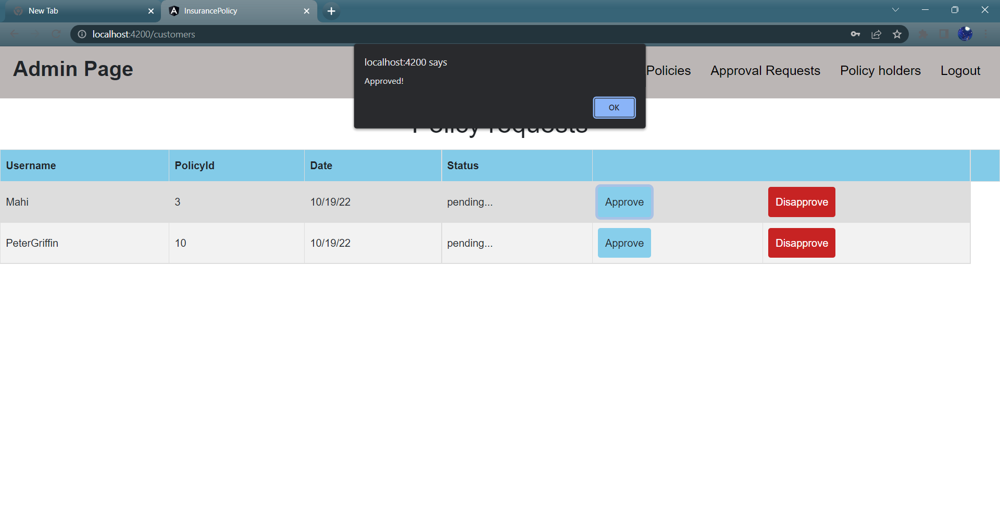 New Tab
InsurancePolicy
localhost:4200/customers
localhost:4200 says
Approved!
OK
Admin Page
Policies Approval Requests Policy holders Logout
Policy requests
Username PolicyId Date Status
Mahi 3 10/19/22 pending... Approve Disapprove
PeterGriffin 10 10/19/22 pending... Approve Disapprove